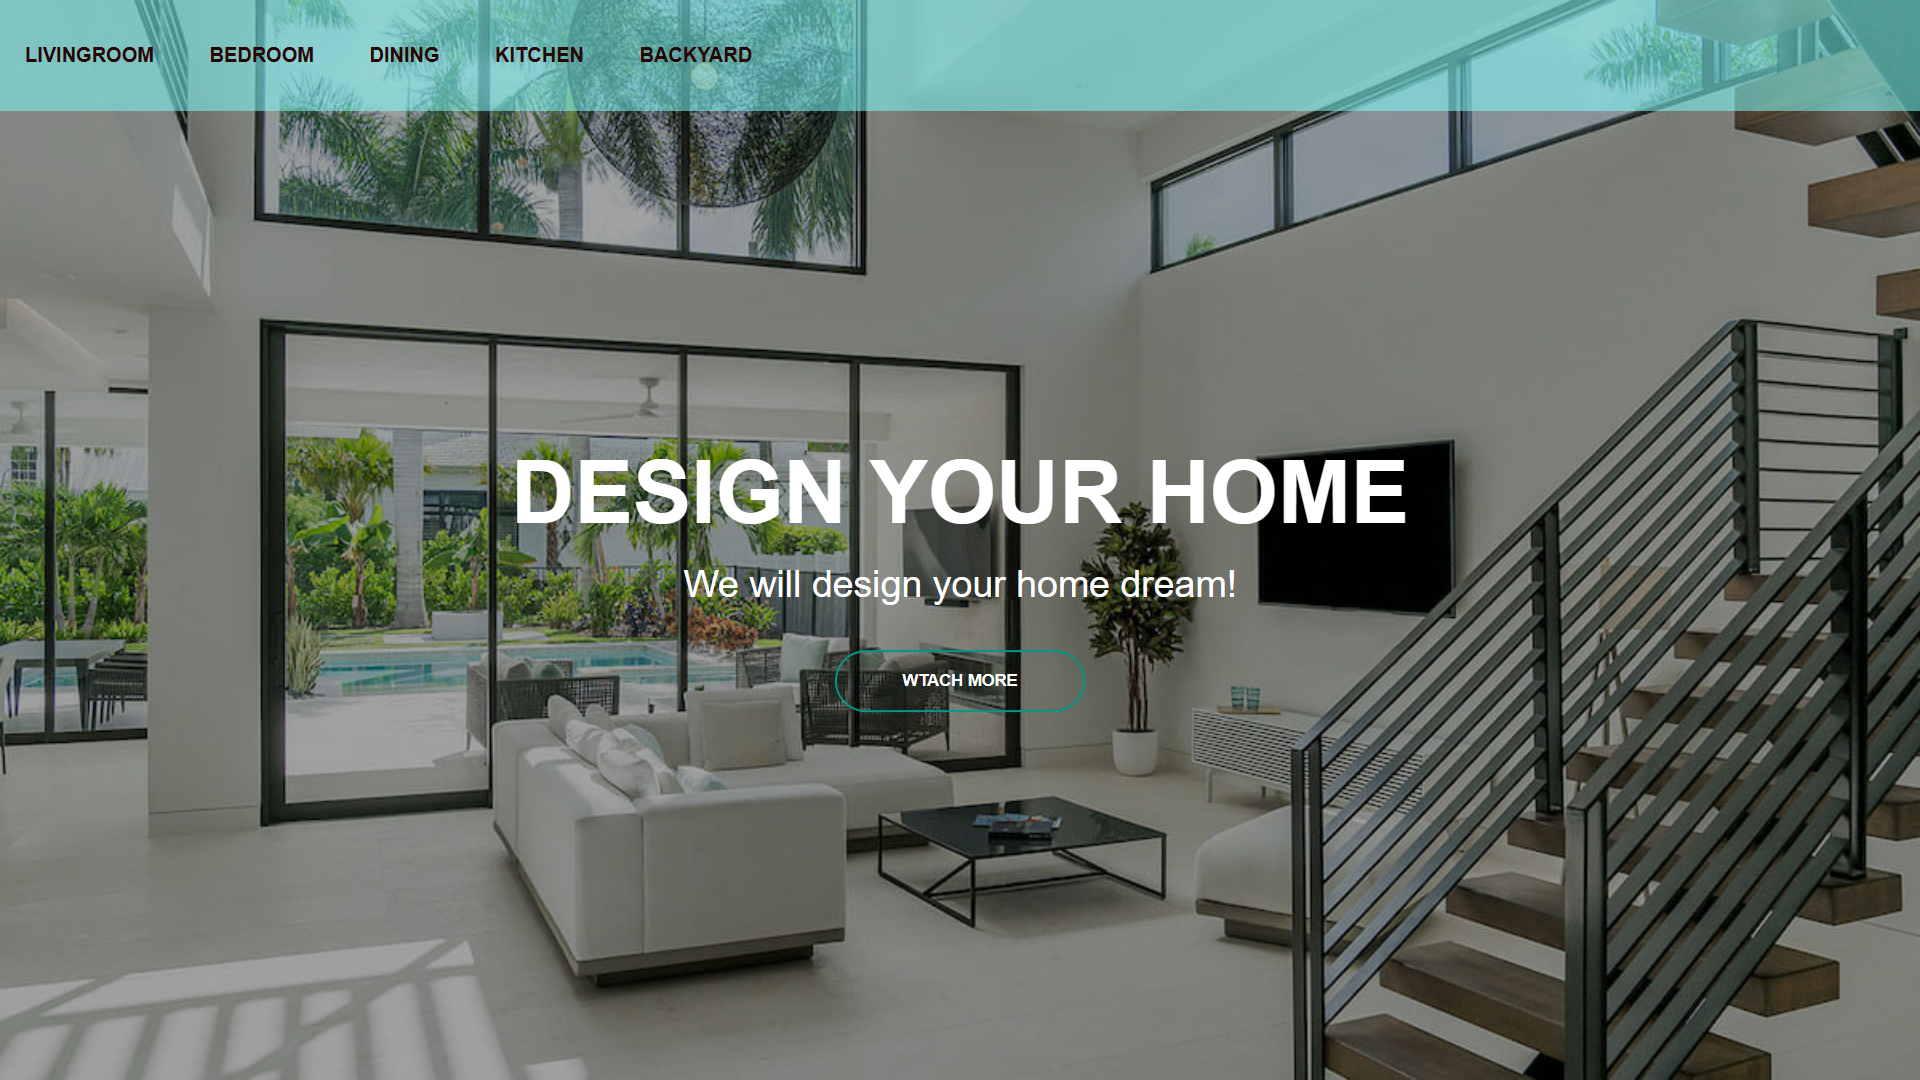 LIVINGROOM BEDROOM DINING KITCHEN BACKYARD
DESIGN YOUR HOME
We will design your home dream!
WTACH MORE